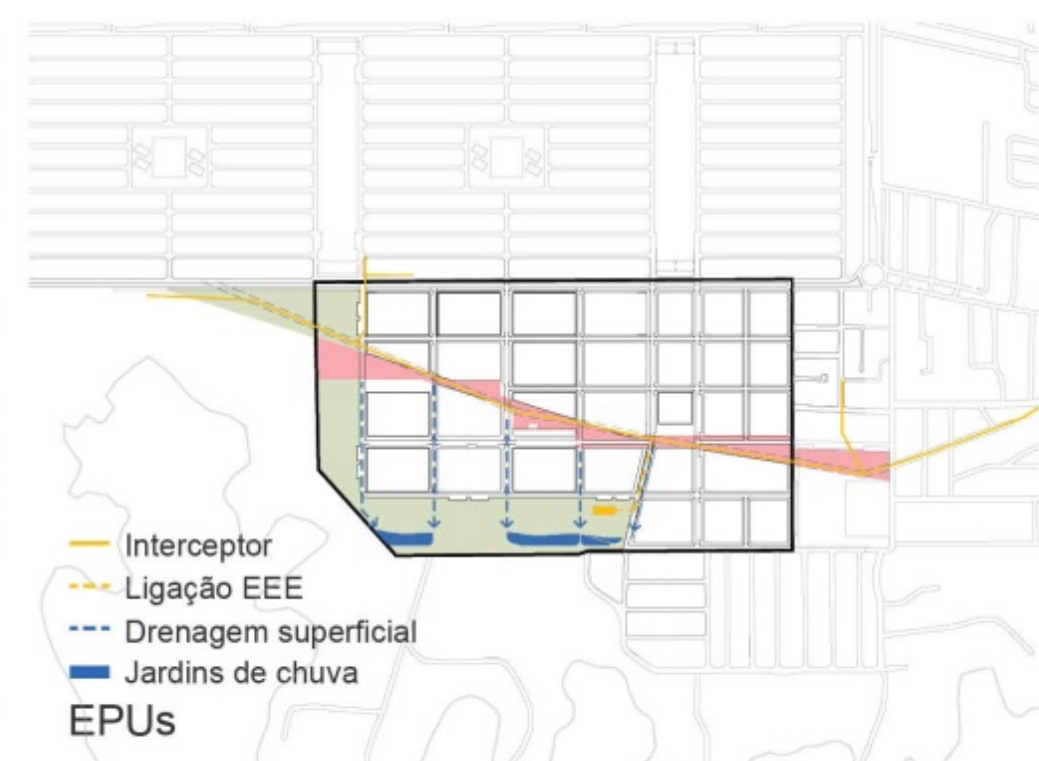 Interceptor
Ligação EEE
Drenagem superficial
Jardins de chuva
EPUs